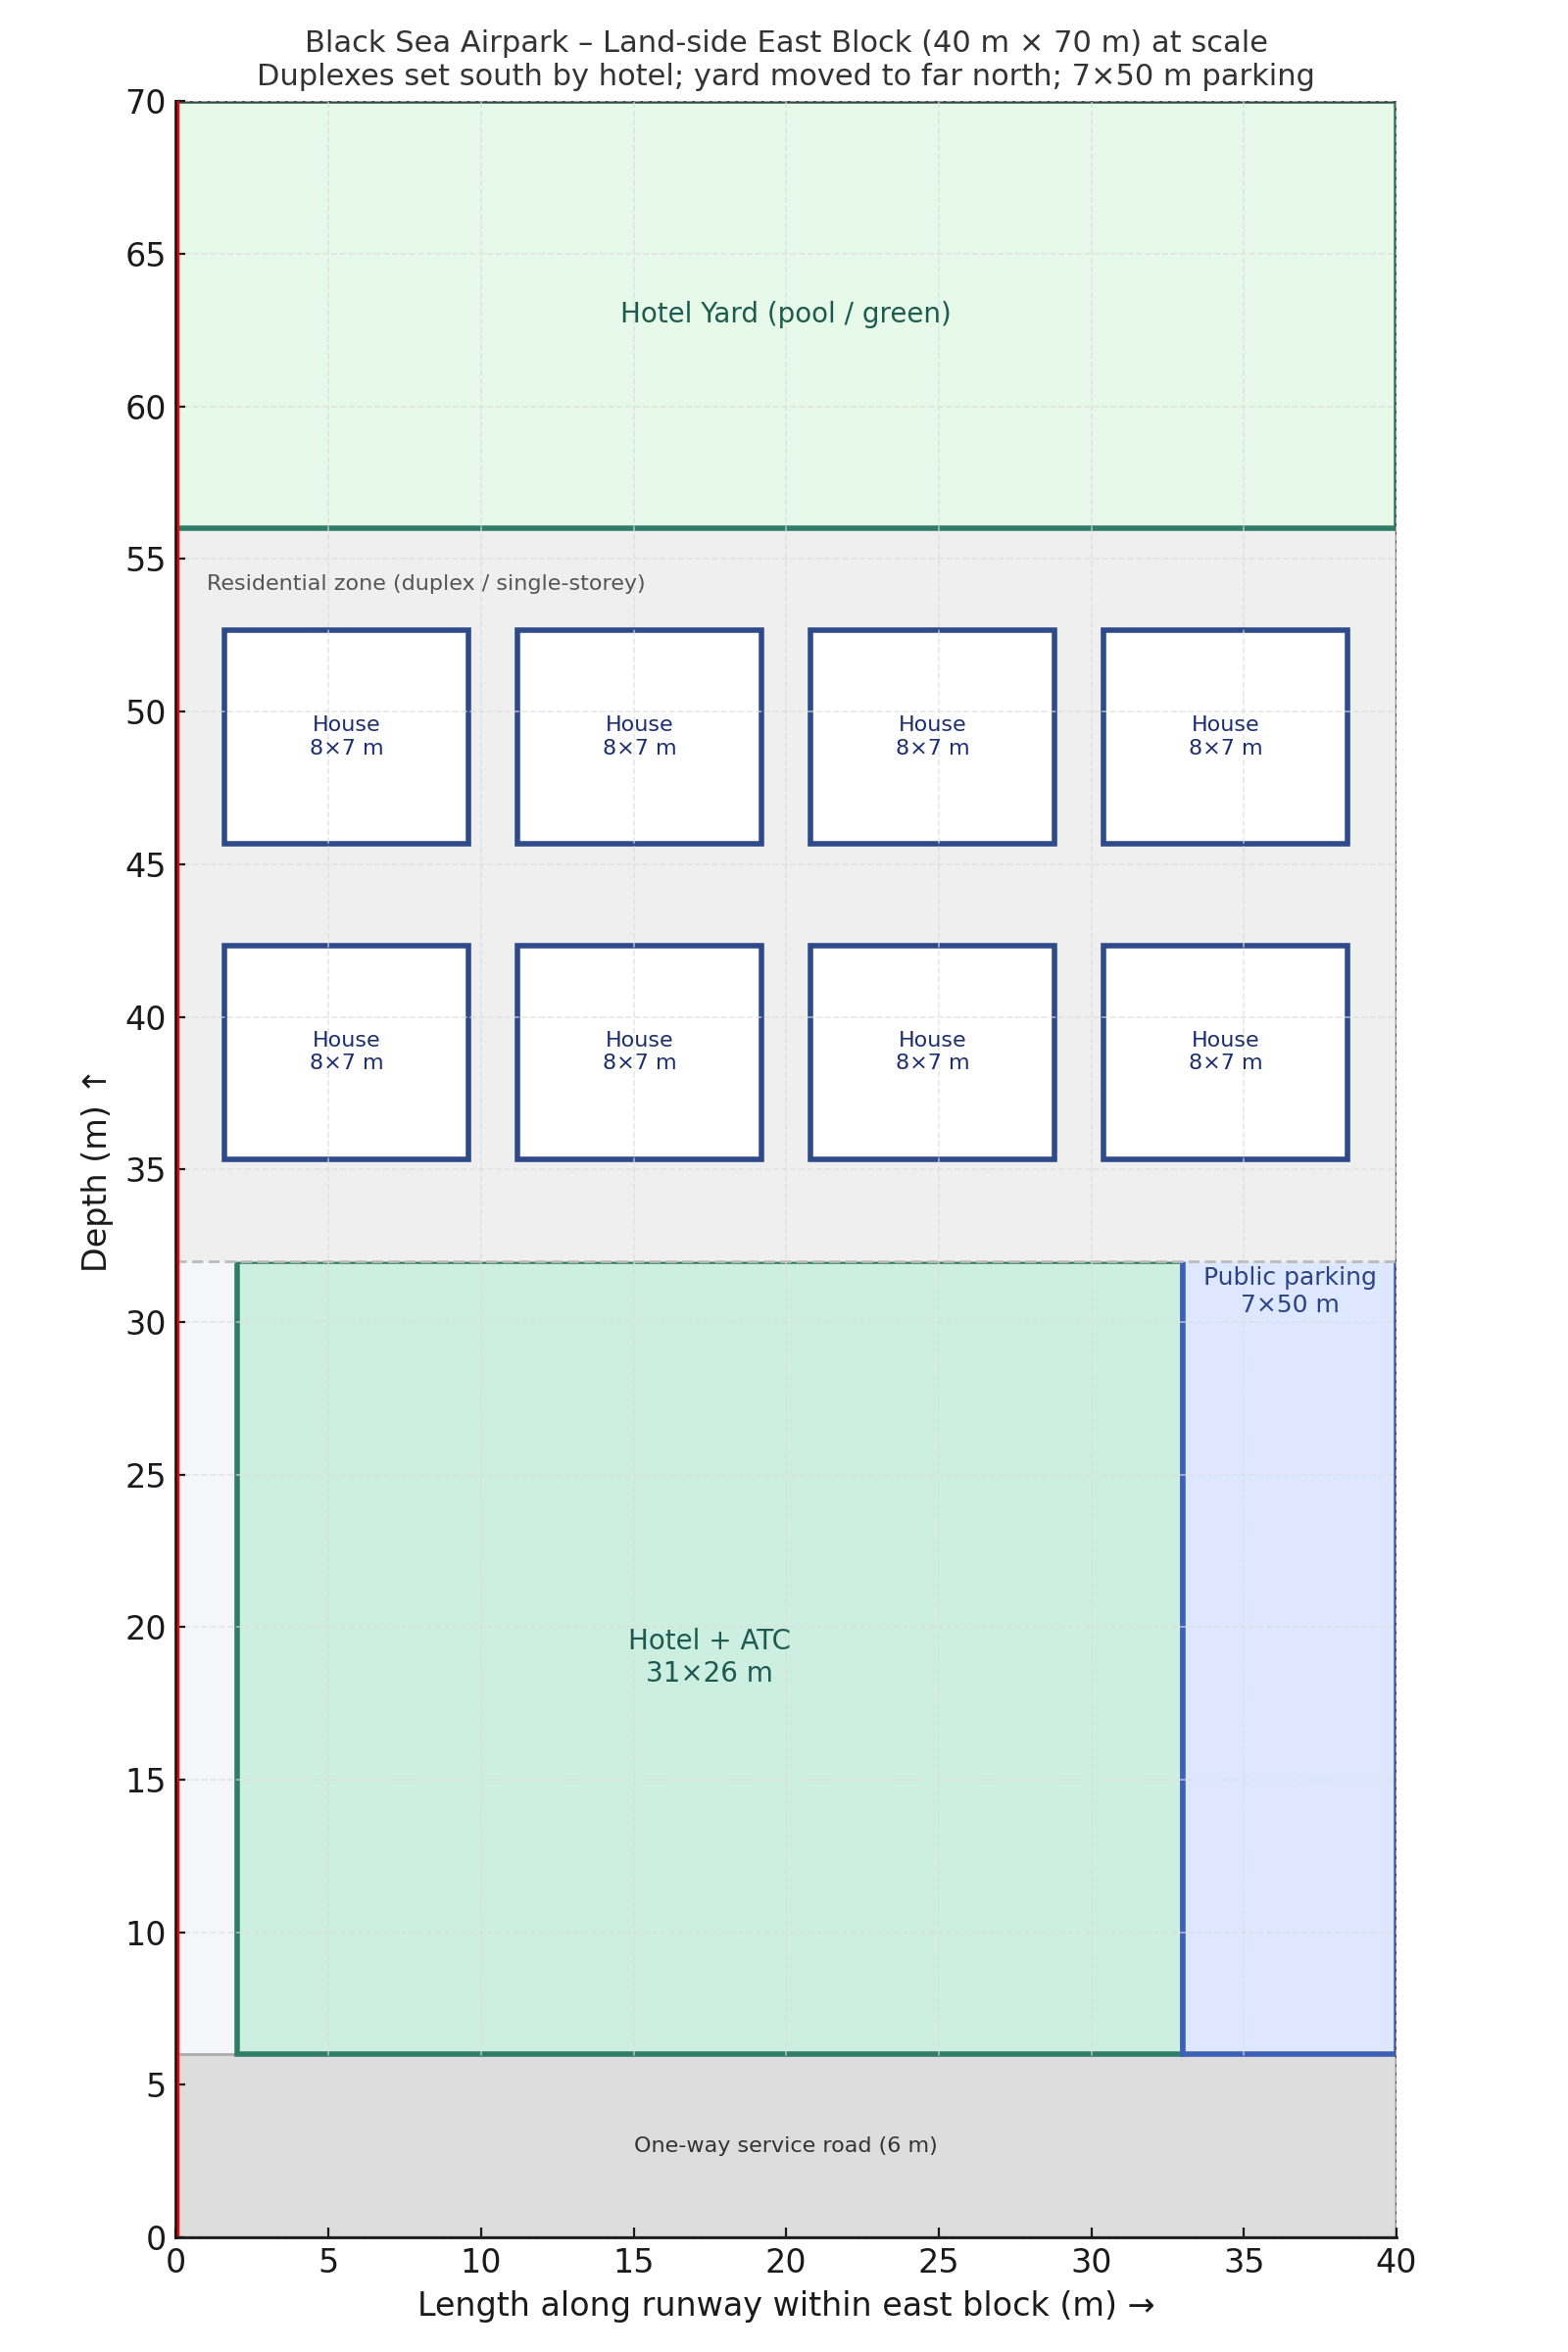 Black Sea Airpark – Land-side East Block (40 m × 70 m) at scale
Duplexes set south by hotel; yard moved to far north; 7×50 m parking
70
65
Hotel Yard (pool / green)
60
55
Residential zone (duplex / single-storey)
50
House House House House
8×7 m 8×7 m 8×7 m 8×7 m
45
40
House House House House
8×7 m 8×7 m 8×7 m 8×7 m
35
Depth (m) ↑
Public parking
7×50 m
30
25
20
Hotel + ATC
31×26 m
15
10
5
One-way service road (6 m)
0
0 5 10 15 20 25 30 35 40
Length along runway within east block (m) →